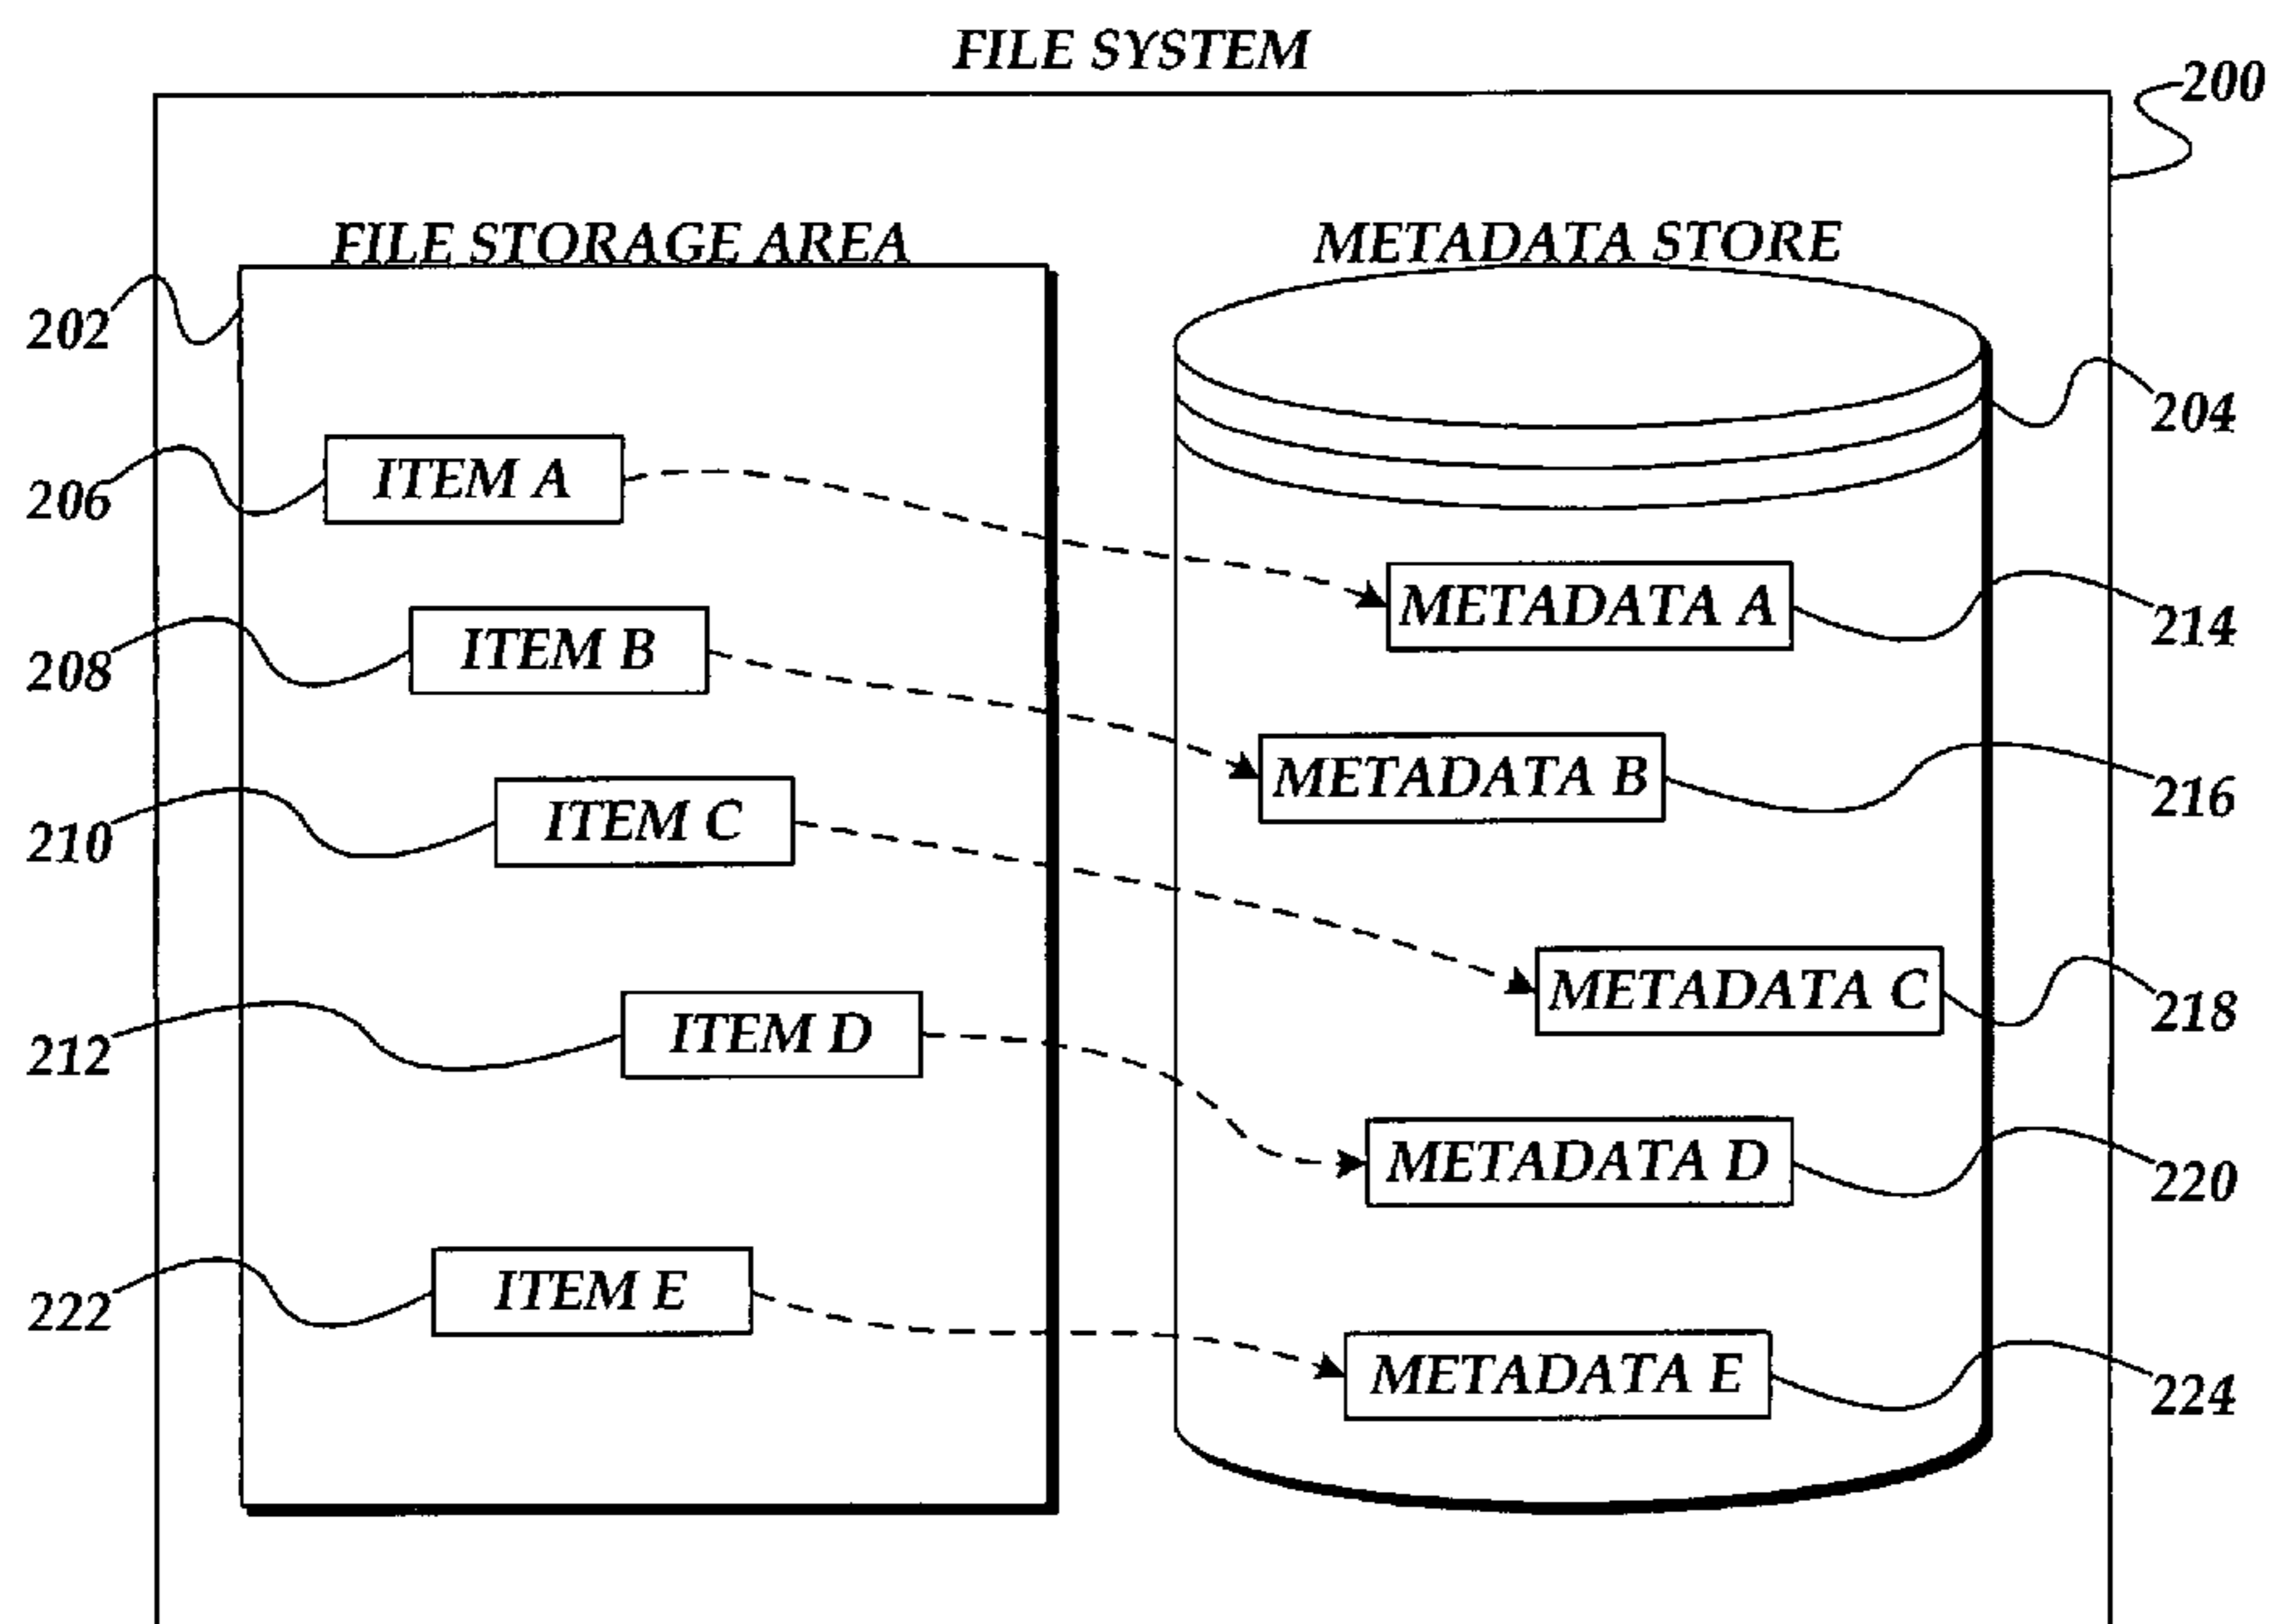 FILE SYSTEM
200
FILE STORAGE AREA
METADATA STORE
202
204
206
ITEM A
METADATA A
214
208
ITEM B
METADATA B
216
210
ITEM C
METADATA C
218
212
ITEM D
METADATA D
220
222
ITEM E
METADATA E
224